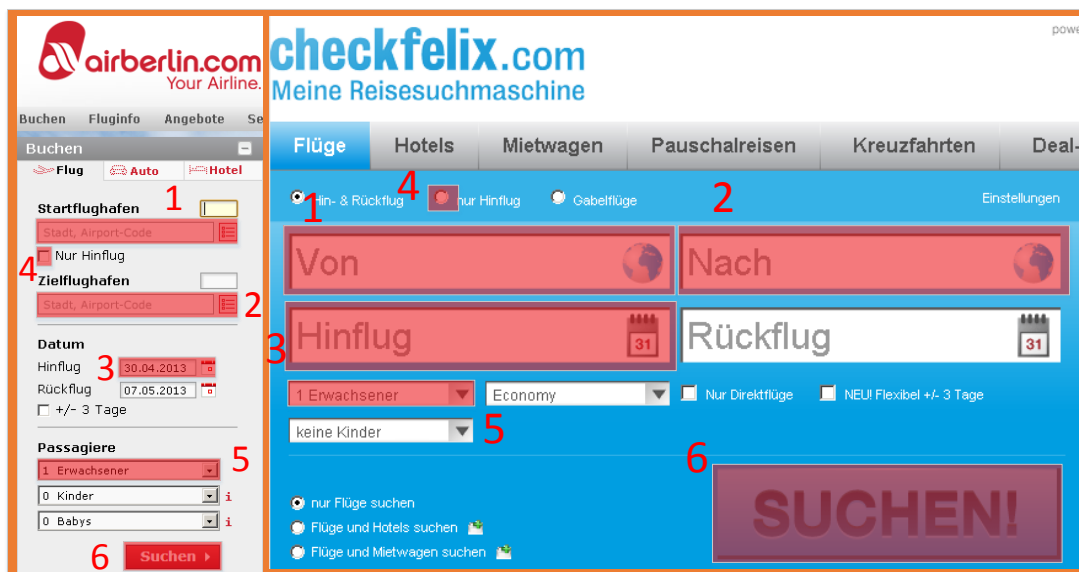 airberlin.com
Your Airline.
Buchen Fluginfo Angebote Se
Buchen
Flug Auto Hotel
1
Startflughafen
Stadt, Airport-Code
Nur Hinflug
4
Zielflughafen
Stadt, Airport-Code
2
Datum
Hinflug 3 30.04.2013
Rückflug 07.05.2013
+/- 3 Tage
Passagiere
1 Erwachsener 5
0 Kinder i
0 Babys i
6 Suchen
checkfelix.com
Meine Reisesuchmaschine
powe
Flüge Hotels Mietwagen Pauschalreisen Kreuzfahrten Deal-
1 Hin- & Rückflug 4 nur Hinflug Gabelflüge 2 Einstellungen
Von Nach
3 Hinflug 31 Rückflug 31
1 Erwachsener Economy Nur Direktflüge NEU! Flexibel +/- 3 Tage
keine Kinder 5
6
nur Flüge suchen
SUCHEN!
Flüge und Hotels suchen
Flüge und Mietwagen suchen